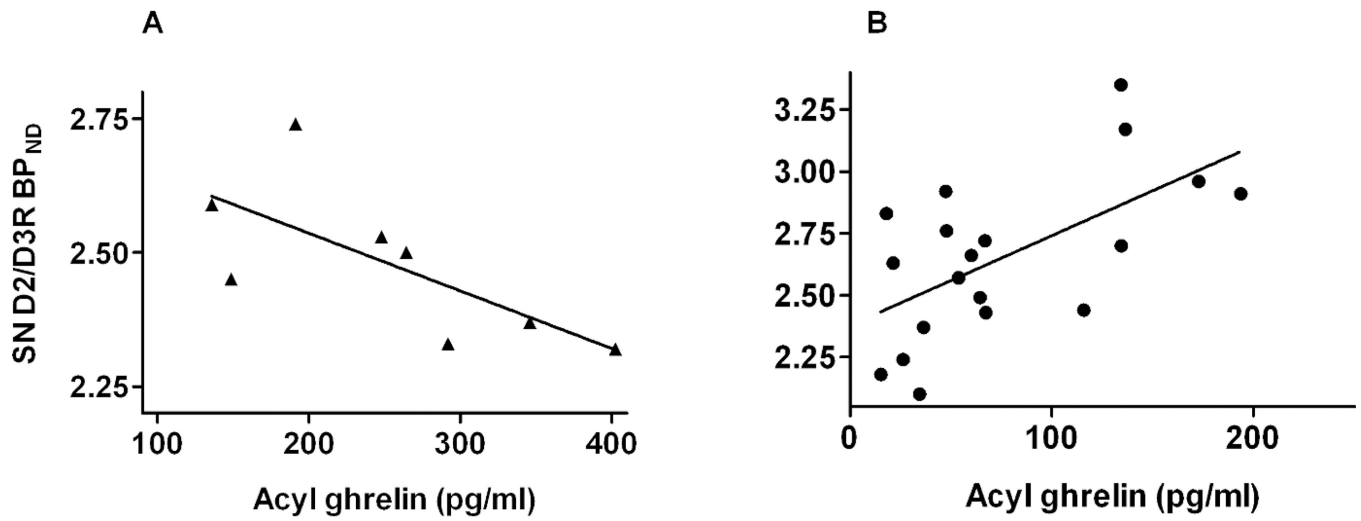 A
SN D2/D3R BPND
2.75
2.50
2.25
100 200 300 400
Acyl ghrelin (pg/ml)
B
3.25
3.00
2.75
2.50
2.25
0 100 200
Acyl ghrelin (pg/ml)